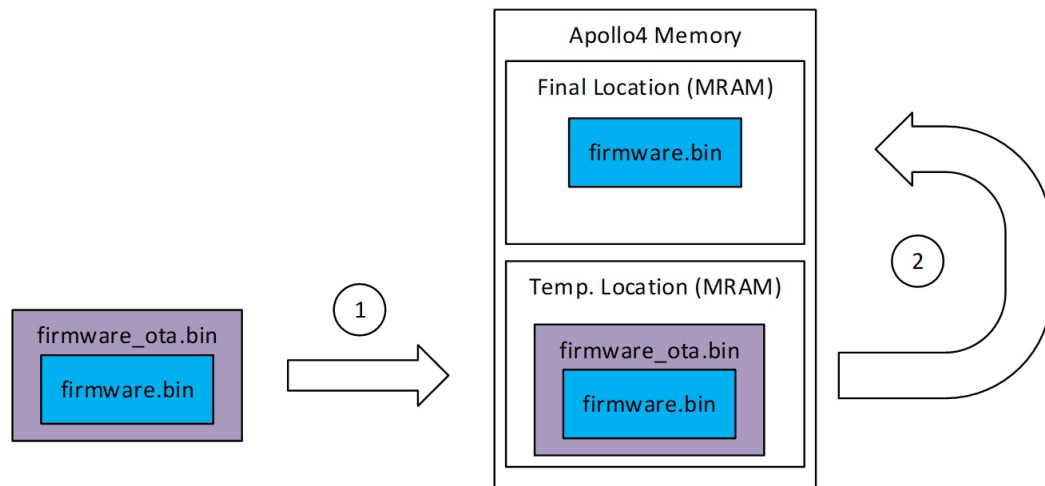 Apollo4 Memory
Final Location (MRAM)
firmware.bin
2
Temp. Location (MRAM)
1
firmware_ota.bin
firmware.bin
firmware_ota.bin
firmware.bin